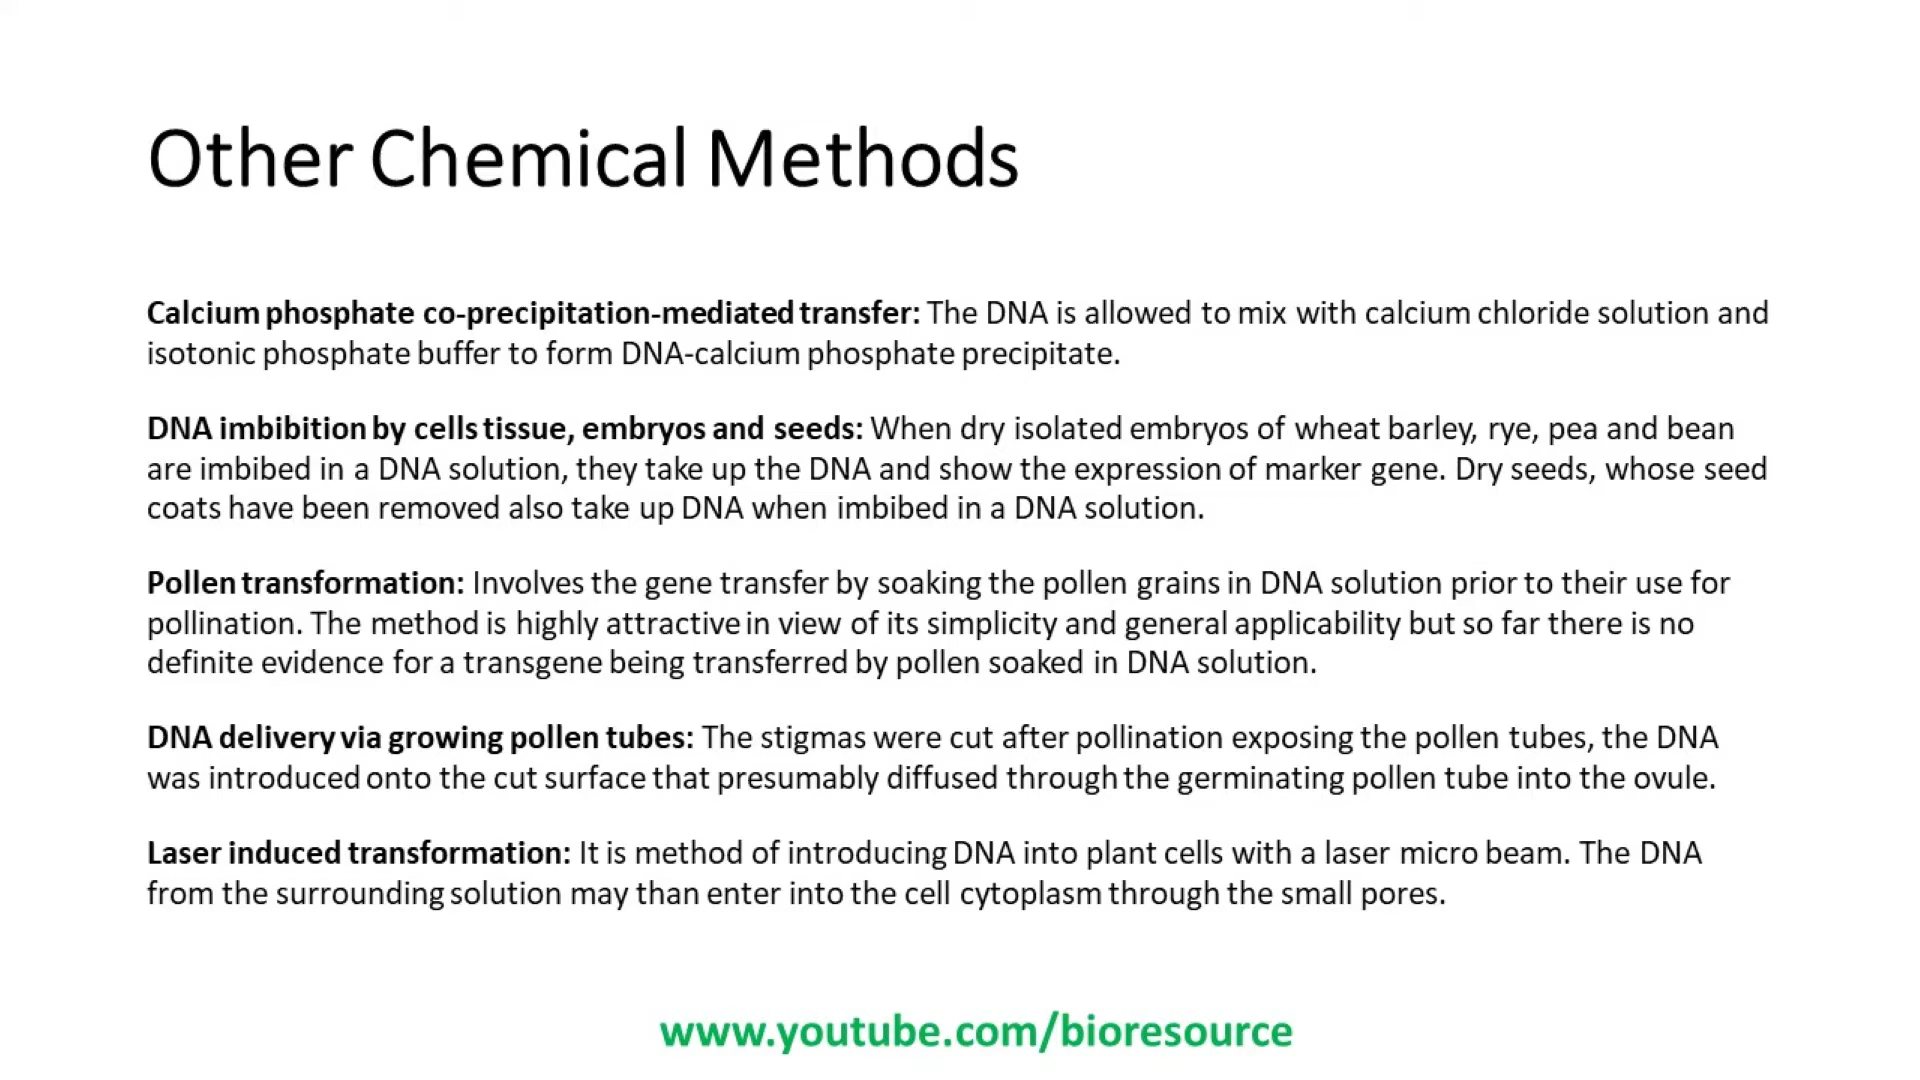 Other Chemical Methods
Calcium phosphate co-precipitation-mediated transfer: The DNA is allowed to mix with calcium chloride solution and
isotonic phosphate buffer to form DNA-calcium phosphate precipitate.
DNA imbibition by cells tissue, embryos and seeds: When dry isolated embryos of wheat barley, rye, pea and bean
are imbibed in a DNA solution, they take up the DNA and show the expression of marker gene. Dry seeds, whose seed
coats have been removed also take up DNA when imbibed in a DNA solution.
Pollen transformation: Involves the gene transfer by soaking the pollen grains in DNA solution prior to their use for
pollination. The method is highly attractive in view of its simplicity and general applicability but so far there is no
definite evidence for a transgene being transferred by pollen soaked in DNA solution.
DNA delivery via growing pollen tubes: The stigmas were cut after pollination exposing the pollen tubes, the DNA
was introduced onto the cut surface that presumably diffused through the germinating pollen tube into the ovule.
Laser induced transformation: It is method of introducing DNA into plant cells with a laser micro beam. The DNA
from the surrounding solution may than enter into the cell cytoplasm through the small pores.
www.youtube.com/bioresource